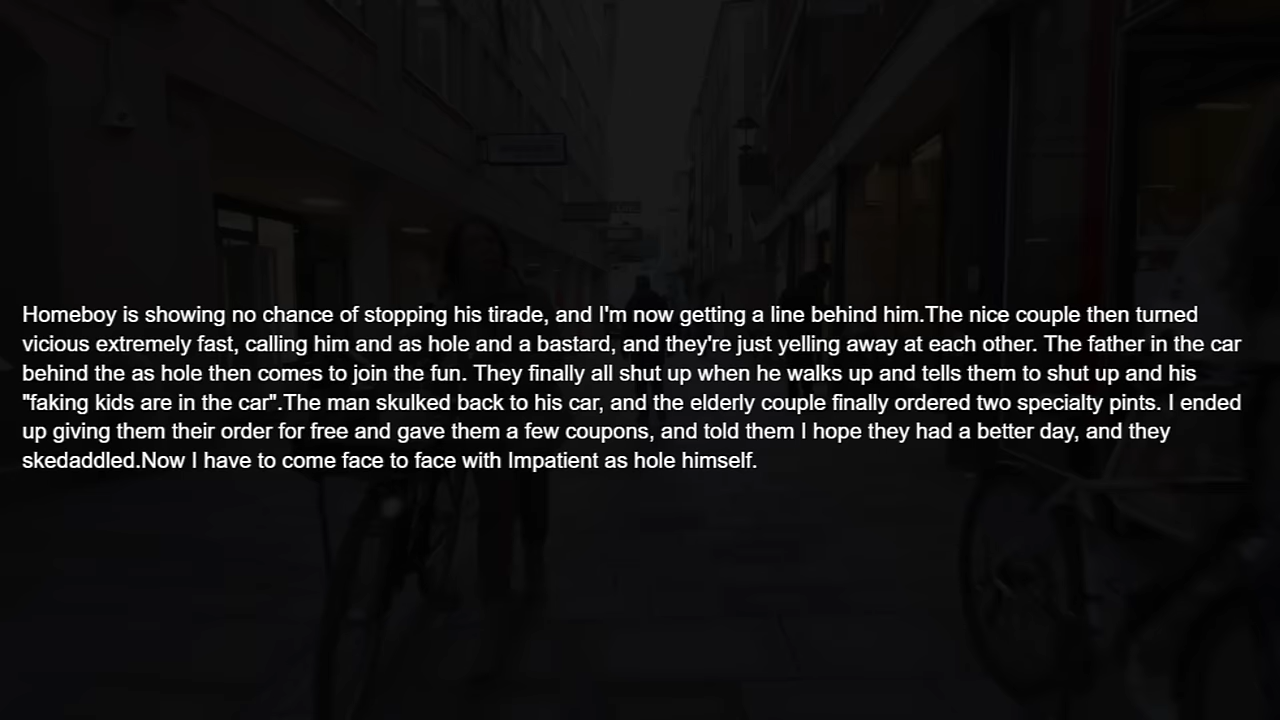 Homeboy is showing no chance of stopping his tirade, and I'm now getting a line behind him.The nice couple then turned
vicious extremely fast, calling him and as hole and a bastard, and they're just yelling away at each other. The father in the car
behind the as hole then comes to join the fun. They finally all shut up when he walks up and tells them to shut up and his
"faking kids are in the car".The man skulked back to his car, and the elderly couple finally ordered two specialty pints. I ended
up giving them their order for free and gave them a few coupons, and told them I hope they had a better day, and they
skedaddled.Now I have to come face to face with Impatient as hole himself.